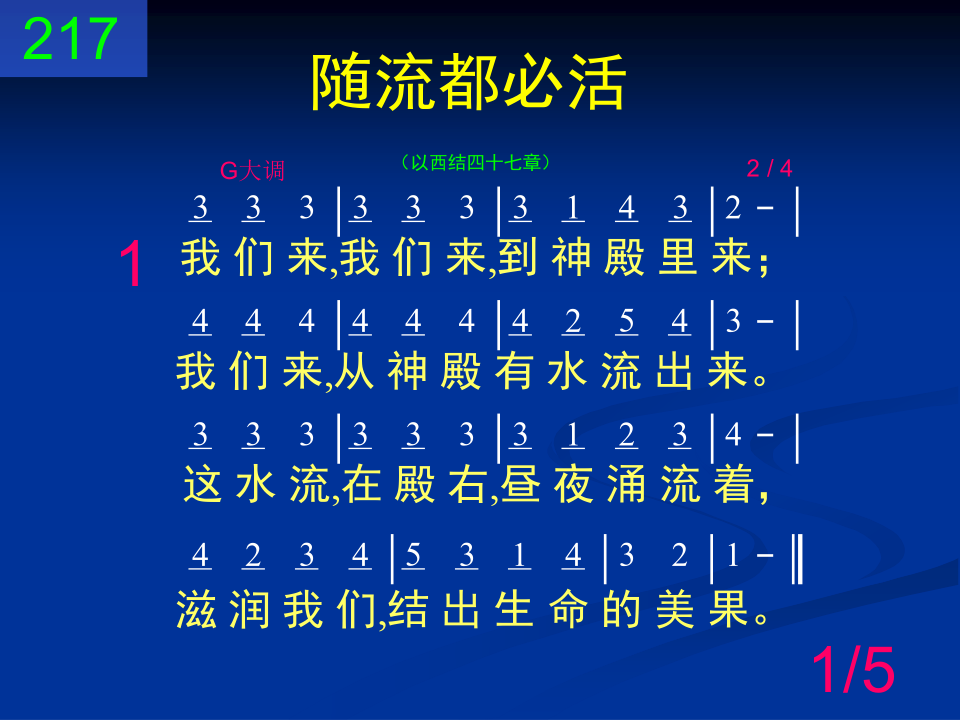 217
随流都必活
G大调 （以西结四十七章） 2 / 4
3 3 3 | 3 3 3 | 3 1 4 3 | 2 - |
1 我们来,我们来,到神殿里来；
4 4 4 | 4 4 4 | 4 2 5 4 | 3 - |
我们来,从神殿有水流出来。
3 3 3 | 3 3 3 | 3 1 2 3 | 4 - |
这水流,在殿右,昼夜涌流着，
4 2 3 4 | 5 3 1 4 | 3 2 | 1 - ‖
滋润我们,结出生命的美果。
1/5